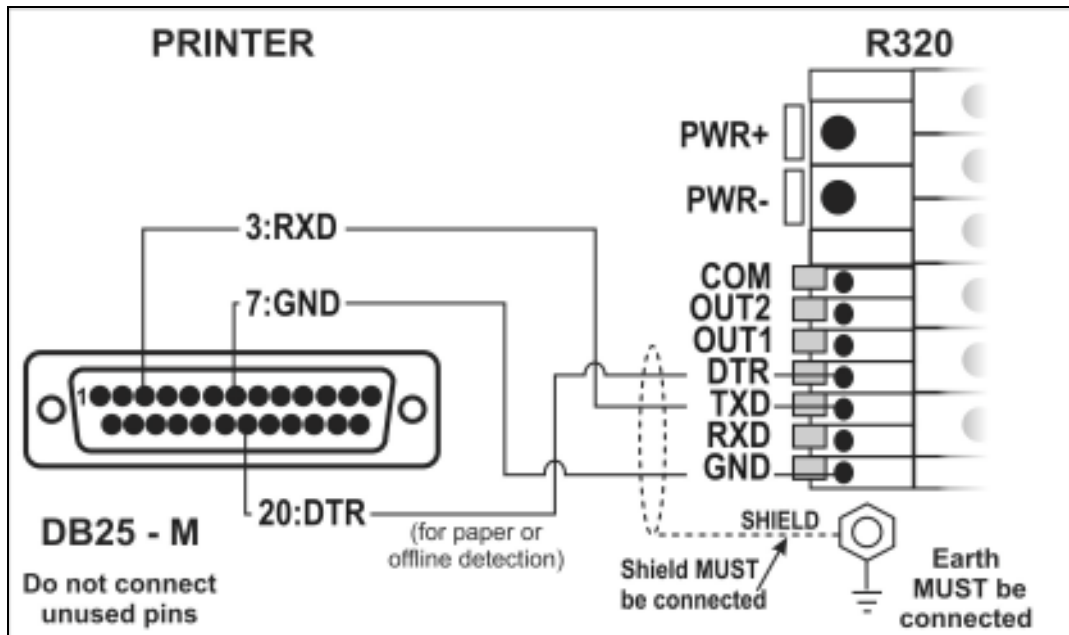 PRINTER
R320
PWR+
PWR-
3:RXD
7:GND
COM
OUT2
OUT1
DTR
TXD
RXD
GND
1
20:DTR
(for paper or
offline detection)
SHIELD
DB25 - M
Do not connect
unused pins
Shield MUST
be connected
Earth
MUST be
connected